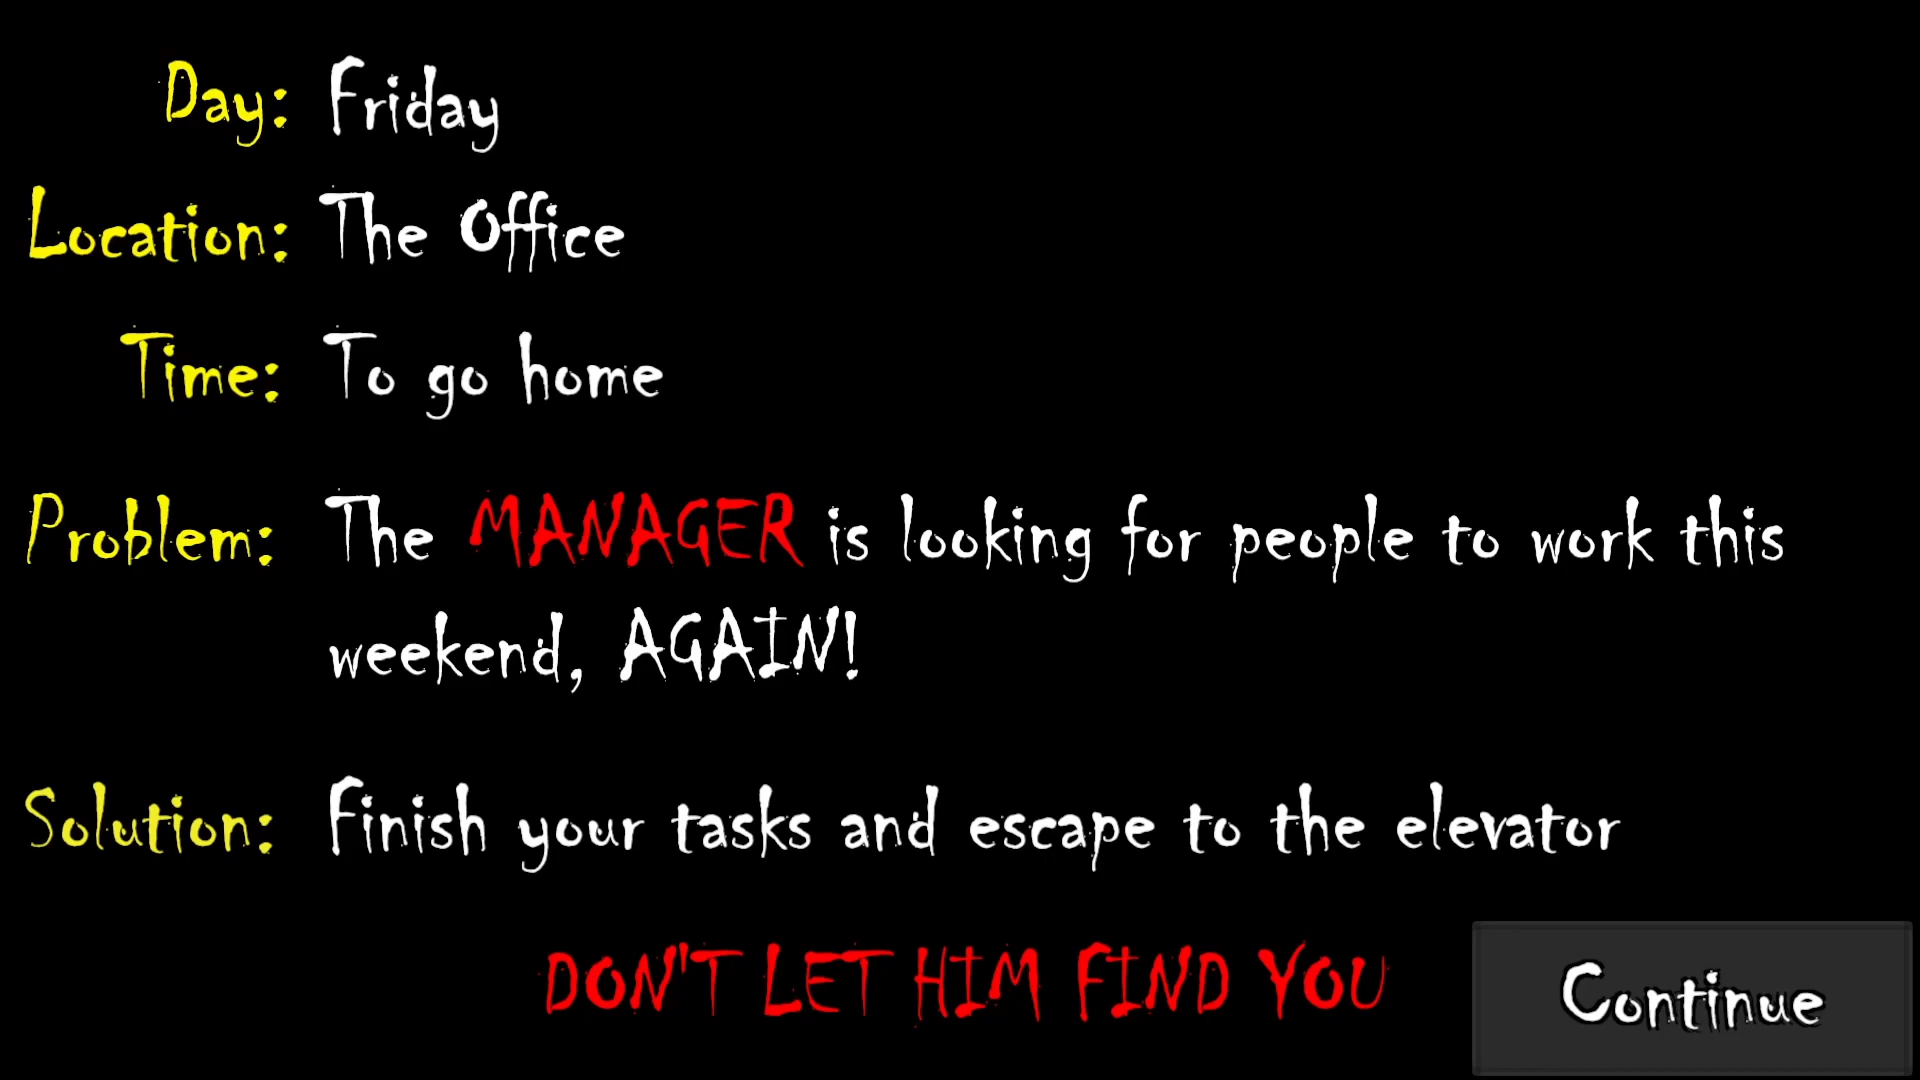 Day: Friday
Location: The Office
Time: To go home
Problem: The MANAGER is looking for people to work this
weekend, AGAIN!
Solution: Finish your tasks and escape to the elevator
DON'T LET HIM FIND YOU
Continue